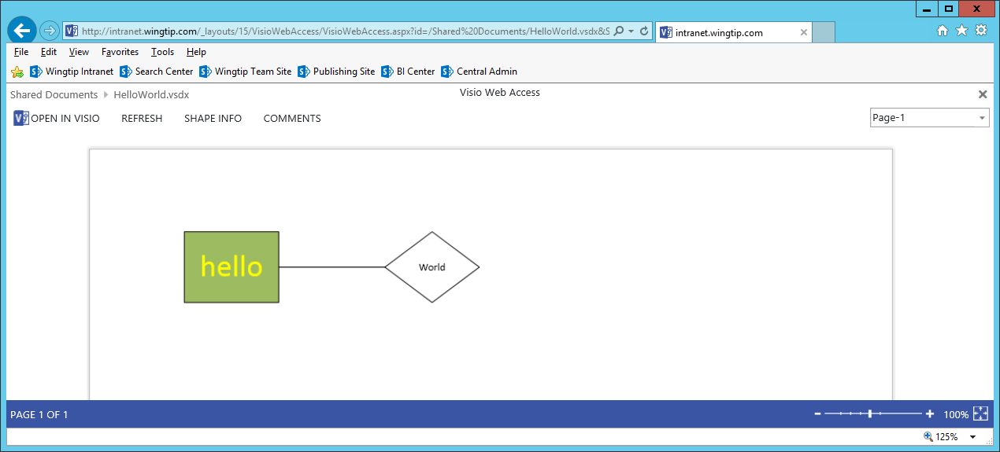 http://intranet.wingtip.com/_layouts/15/VisioWebAccess/VisioWebAccess.aspx?id=/Shared%20Documents/HelloWorld.vsdx&S
intranet.wingtip.com
File Edit View Favorites Tools Help
Wingtip Intranet Search Center Wingtip Team Site Publishing Site BI Center Central Admin
Shared Documents HelloWorld.vsdx Visio Web Access
OPEN IN VISIO REFRESH SHAPE INFO COMMENTS Page-1
hello World
PAGE 1 OF 1 100%
125%